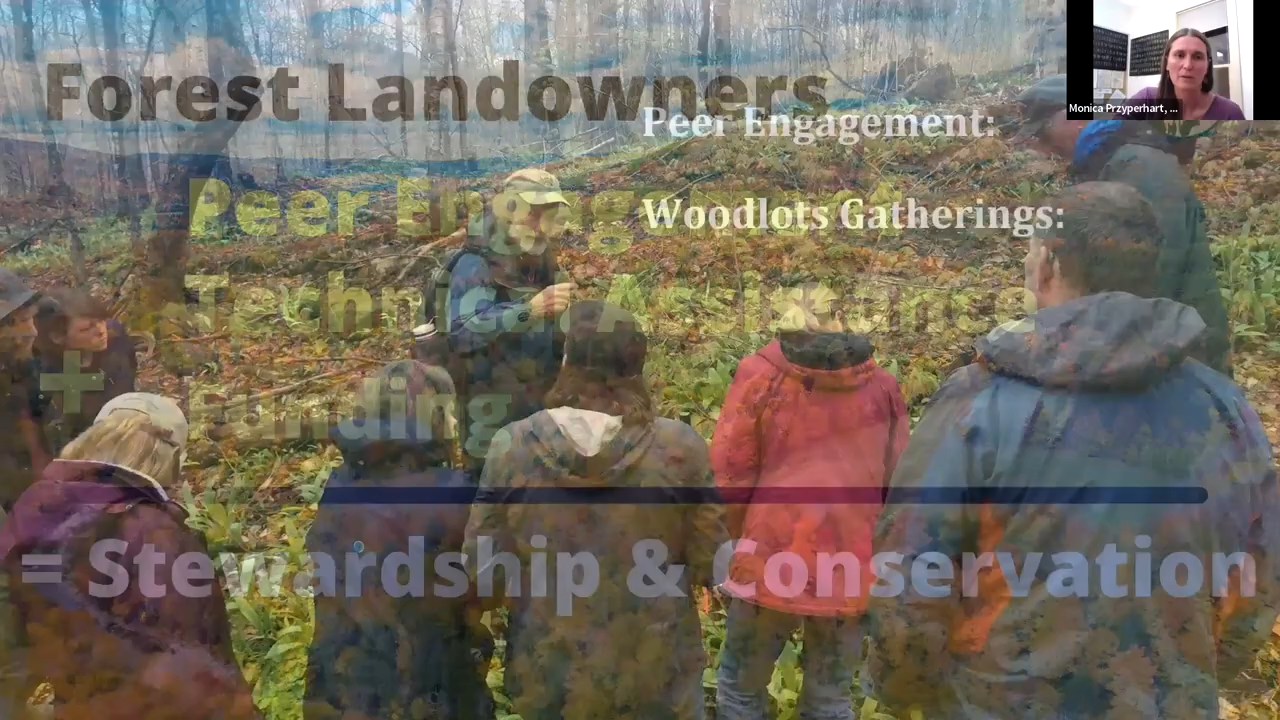 Forest Landowners
Peer Engagement:
Peer Engagement
Woodlots Gatherings:
Technical Assistance
+ Funding
= Stewardship & Conservation
Monica Przyperhart, ...